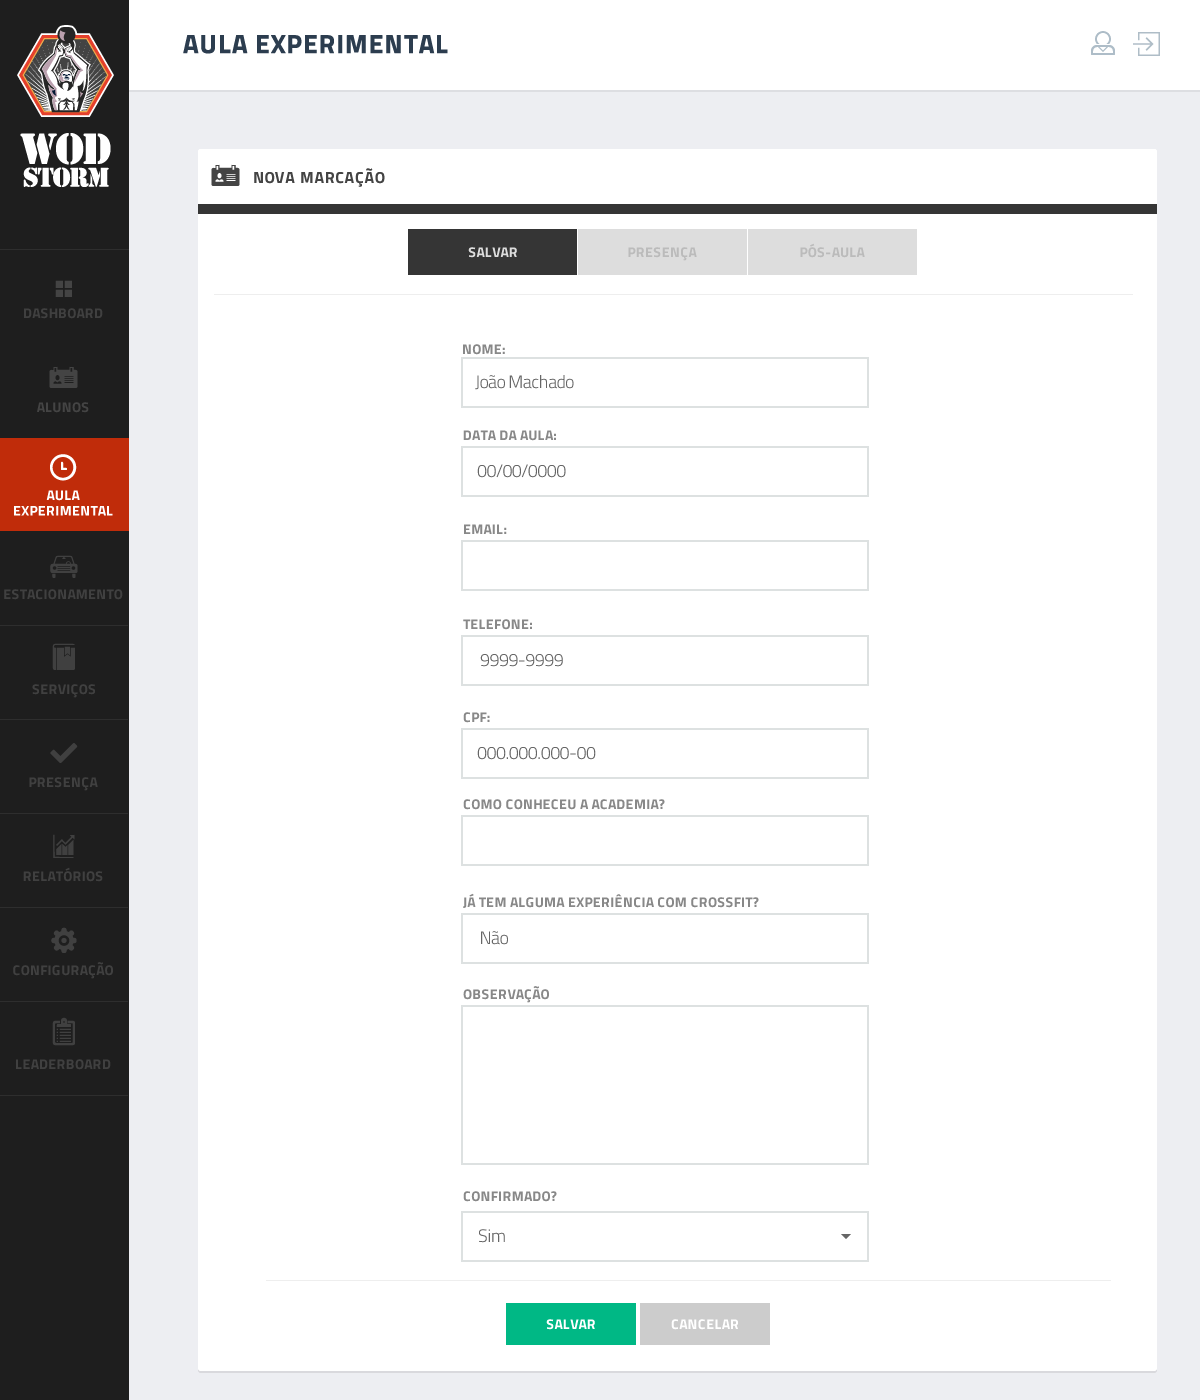 WOD
STORM
DASHBOARD
ALUNOS
AULA
EXPERIMENTAL
ESTACIONAMENTO
SERVIÇOS
PRESENÇA
RELATÓRIOS
CONFIGURAÇÃO
LEADERBOARD
AULA EXPERIMENTAL
NOVA MARCAÇÃO
SALVAR PRESENÇA PÓS-AULA
NOME:
João Machado
DATA DA AULA:
00/00/0000
EMAIL:
TELEFONE:
9999-9999
CPF:
000.000.000-00
COMO CONHECEU A ACADEMIA?
JÁ TEM ALGUMA EXPERIÊNCIA COM CROSSFIT?
Não
OBSERVAÇÃO
CONFIRMADO?
Sim
SALVAR CANCELAR